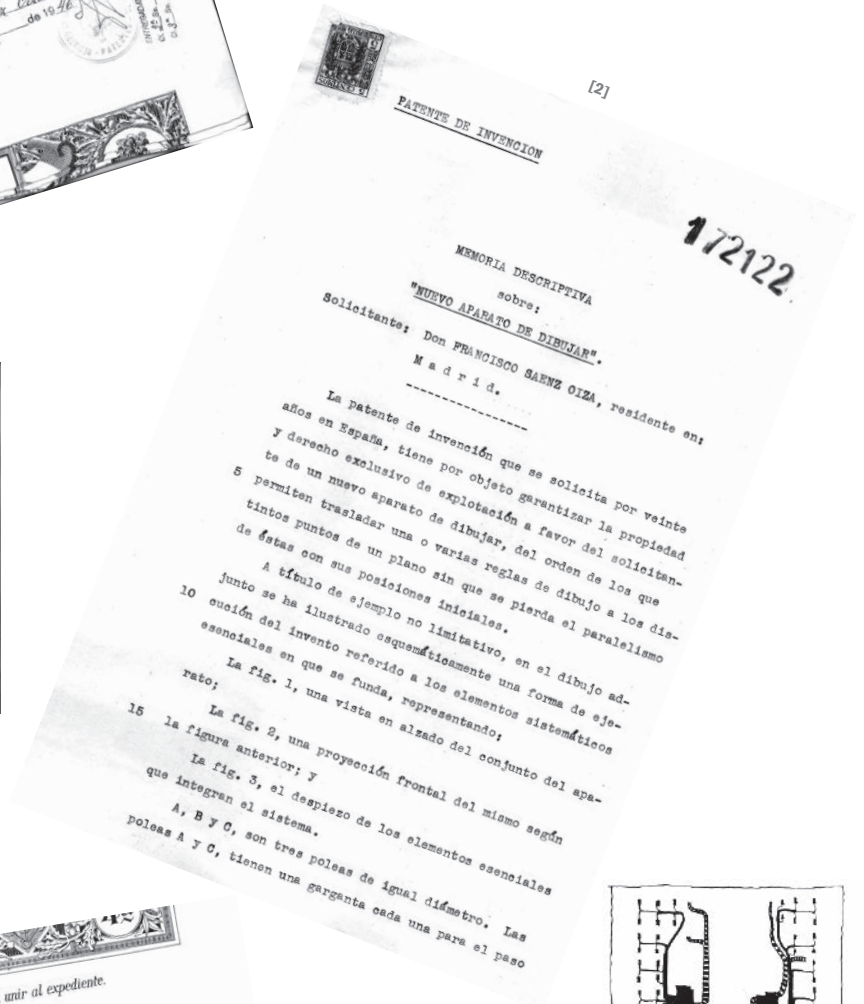 de 1946
[2]
PATENTE DE INVENCION
172122
MEMORIA DESCRIPTIVA
sobre:
"NUEVO APARATO DE DIBUJAR".
Solicitante: Don FRANCISCO SAENZ OIZA, residente en:
M a d r i d.
----------------
La patente de invención que se solicita por veinte
años en España, tiene por objeto garantizar la propiedad
y derecho exclusivo de explotación a favor del solicitan-
te de un nuevo aparato de dibujar, del orden de los que
5 permiten trasladar una o varias reglas de dibujo a los dis-
tintos puntos de un plano sin que se pierda el paralelismo
de éstas con sus posiciones iniciales.
A título de ejemplo no limitativo, en el dibujo ad-
junto se ha ilustrado esquemáticamente una forma de eje-
10 cución del invento referido a los elementos sistemáticos
esenciales en que se funda, representando:
La fig. 1, una vista en alzado del conjunto del apa-
rato;
La fig. 2, una proyección frontal del mismo según
15 la figura anterior; y
La fig. 3, el despiezo de los elementos esenciales
que integran el sistema.
A, B y C, son tres poleas de igual diámetro. Las
poleas A y C, tienen una garganta cada una para el paso
unir al expediente.